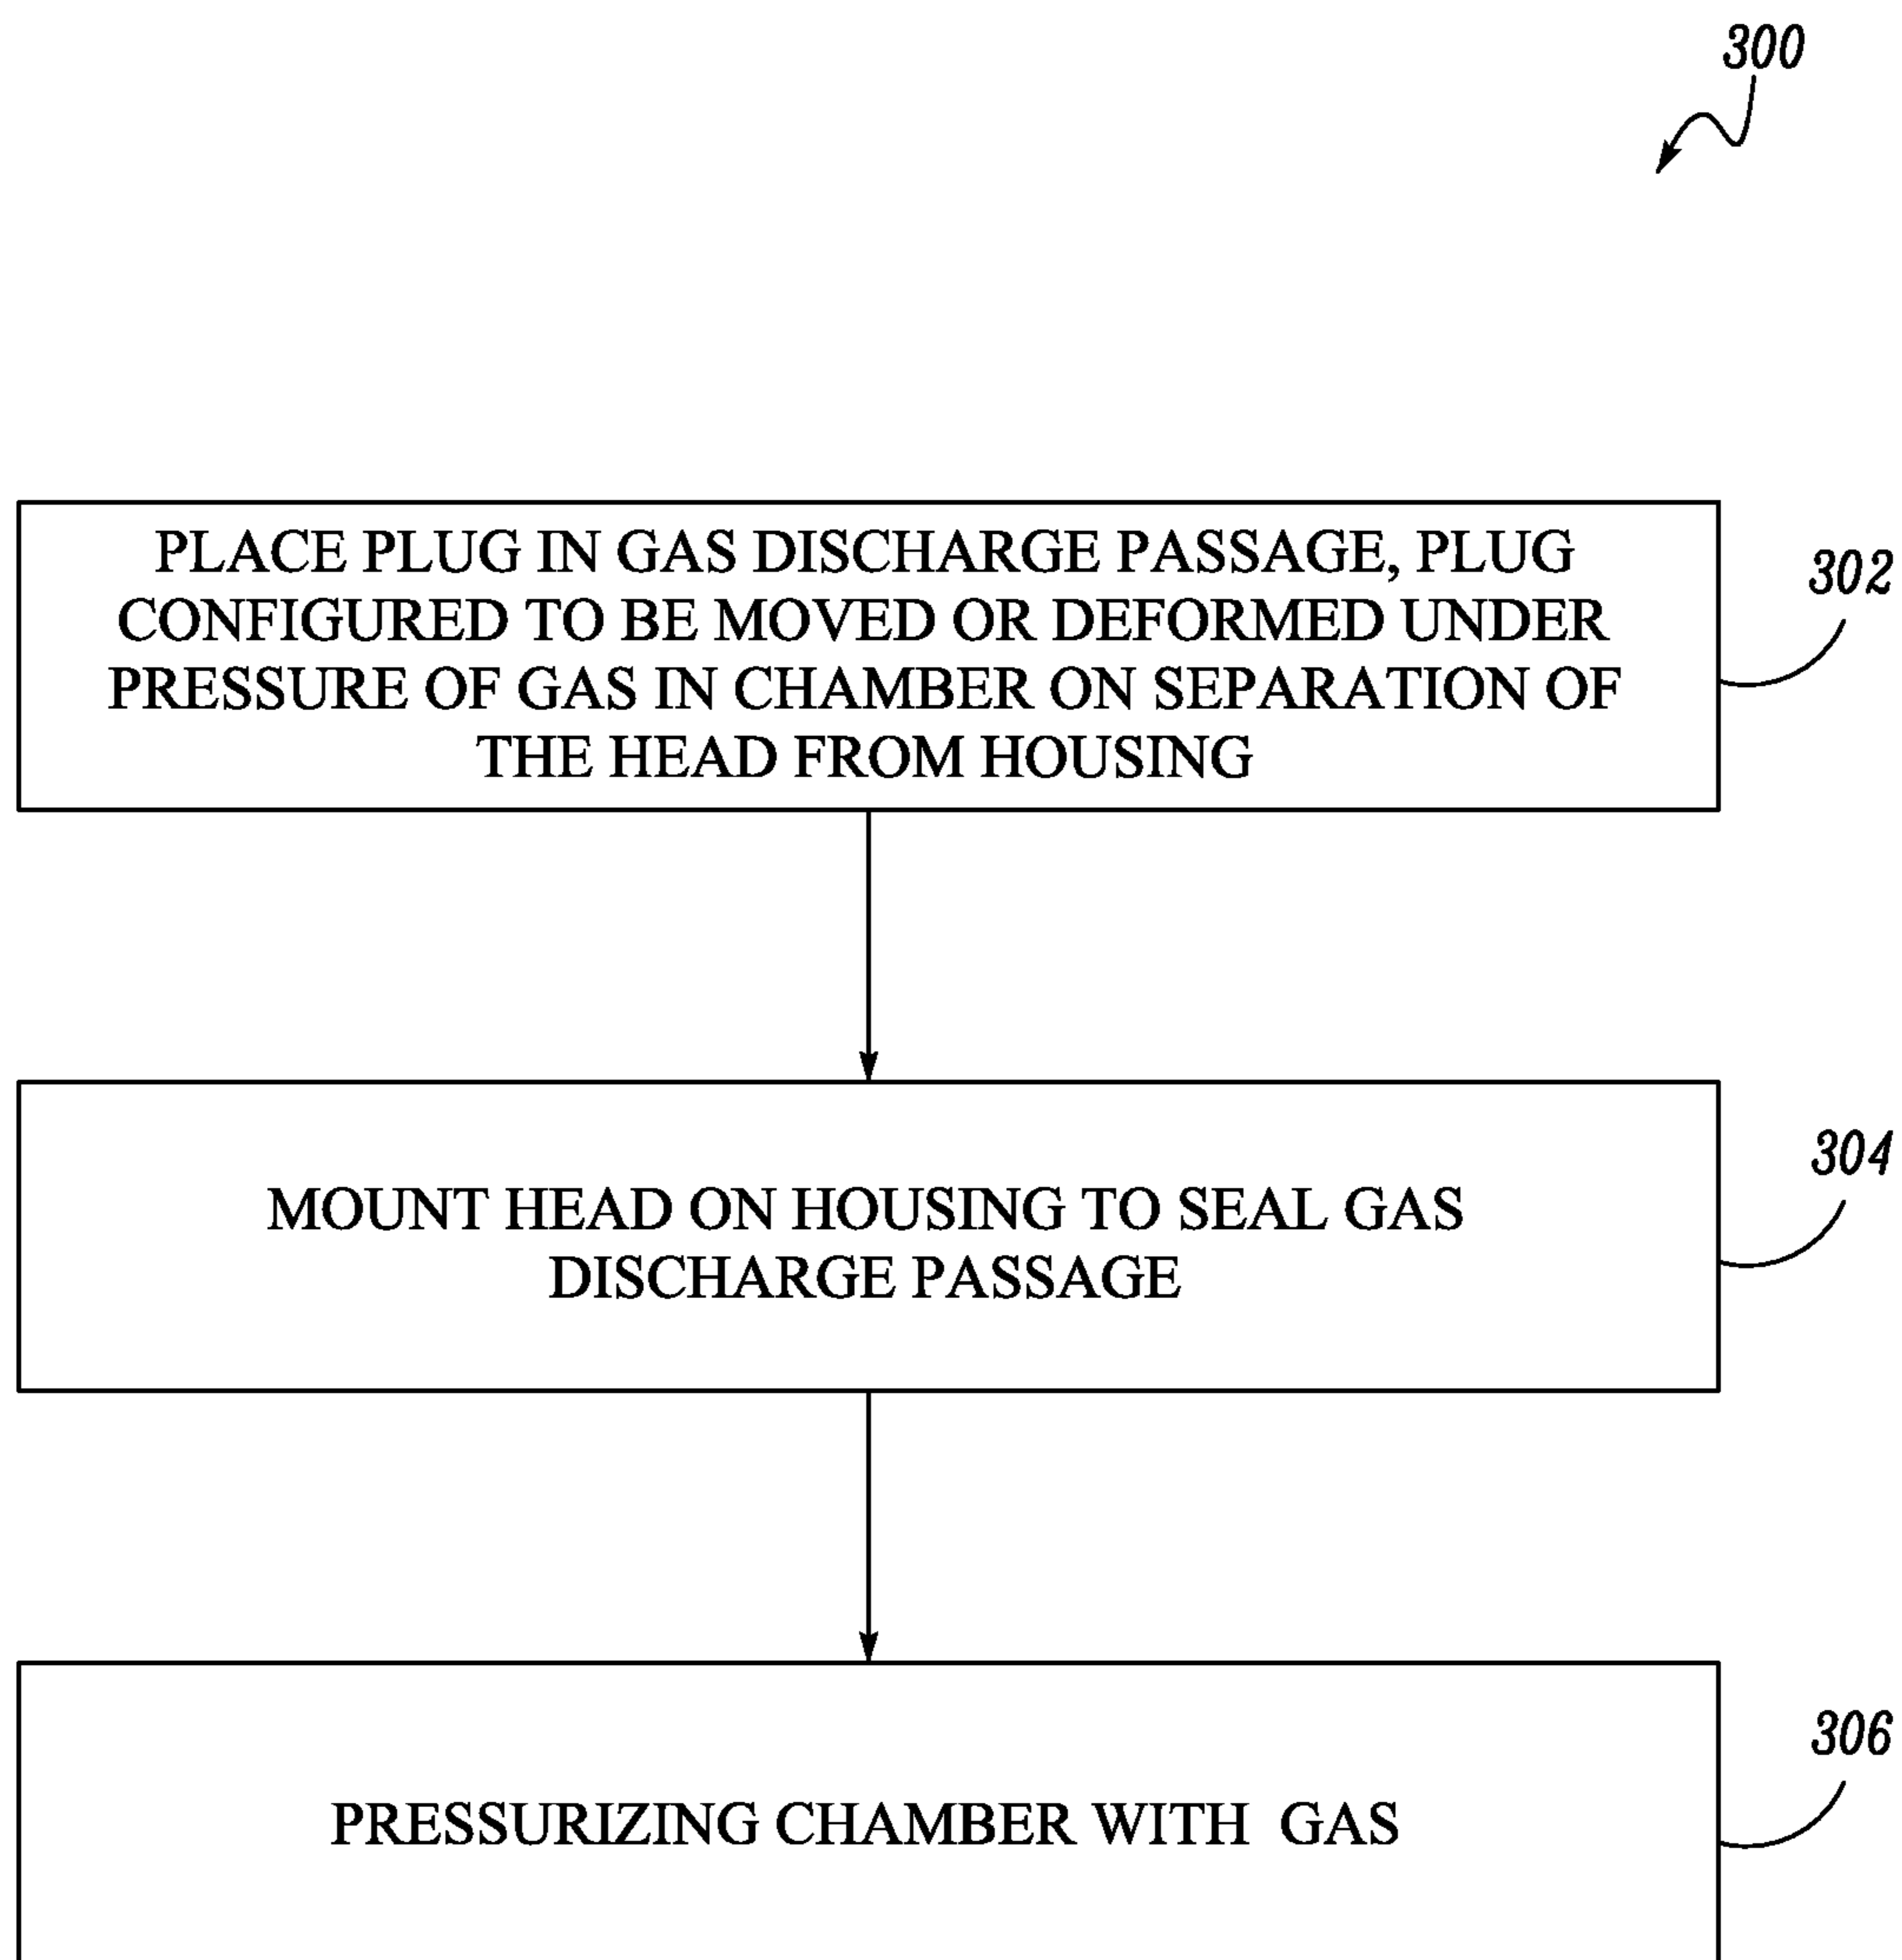 300
PLACE PLUG IN GAS DISCHARGE PASSAGE, PLUG
CONFIGURED TO BE MOVED OR DEFORMED UNDER
PRESSURE OF GAS IN CHAMBER ON SEPARATION OF
THE HEAD FROM HOUSING
302
MOUNT HEAD ON HOUSING TO SEAL GAS
DISCHARGE PASSAGE
304
PRESSURIZING CHAMBER WITH GAS
306